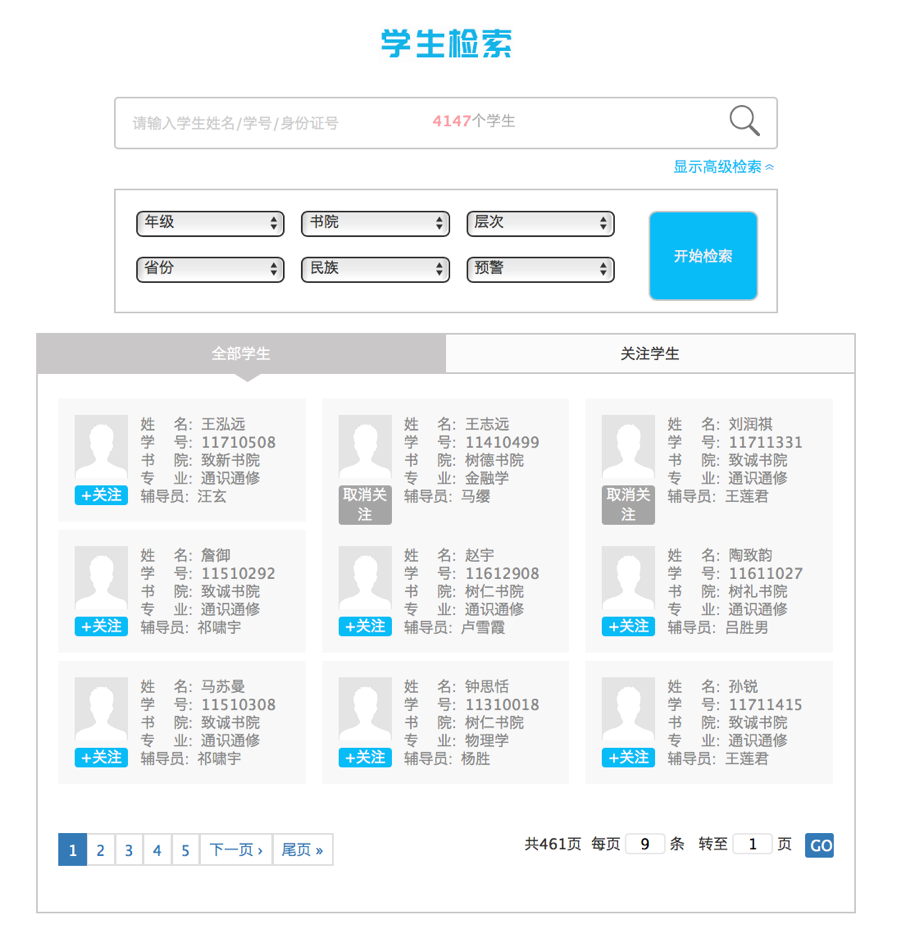 学生检索
请输入学生姓名/学号/身份证号 4147个学生
显示高级检索
年级 书院 层次
开始检索
省份 民族 预警
全部学生 关注学生
姓 名: 王泓远
学 号: 11710508
书 院: 致新书院
专 业: 通识通修
辅导员: 汪玄
+关注
姓 名: 王志远
学 号: 11410499
书 院: 树德书院
专 业: 金融学
辅导员: 马缨
取消关
注
姓 名: 刘润祺
学 号: 11711331
书 院: 致诚书院
专 业: 通识通修
辅导员: 王莲君
取消关
注
姓 名: 詹御
学 号: 11510292
书 院: 致诚书院
专 业: 通识通修
辅导员: 祁啸宇
+关注
姓 名: 赵宇
学 号: 11612908
书 院: 树仁书院
专 业: 通识通修
辅导员: 卢雪霞
+关注
姓 名: 陶致韵
学 号: 11611027
书 院: 树礼书院
专 业: 通识通修
辅导员: 吕胜男
+关注
姓 名: 马苏曼
学 号: 11510308
书 院: 致诚书院
专 业: 通识通修
辅导员: 祁啸宇
+关注
姓 名: 钟思恬
学 号: 11310018
书 院: 树仁书院
专 业: 物理学
辅导员: 杨胜
+关注
姓 名: 孙锐
学 号: 11711415
书 院: 致诚书院
专 业: 通识通修
辅导员: 王莲君
+关注
1 2 3 4 5 下一页 › 尾页 » 共461页 每页 9 条 转至 1 页 GO